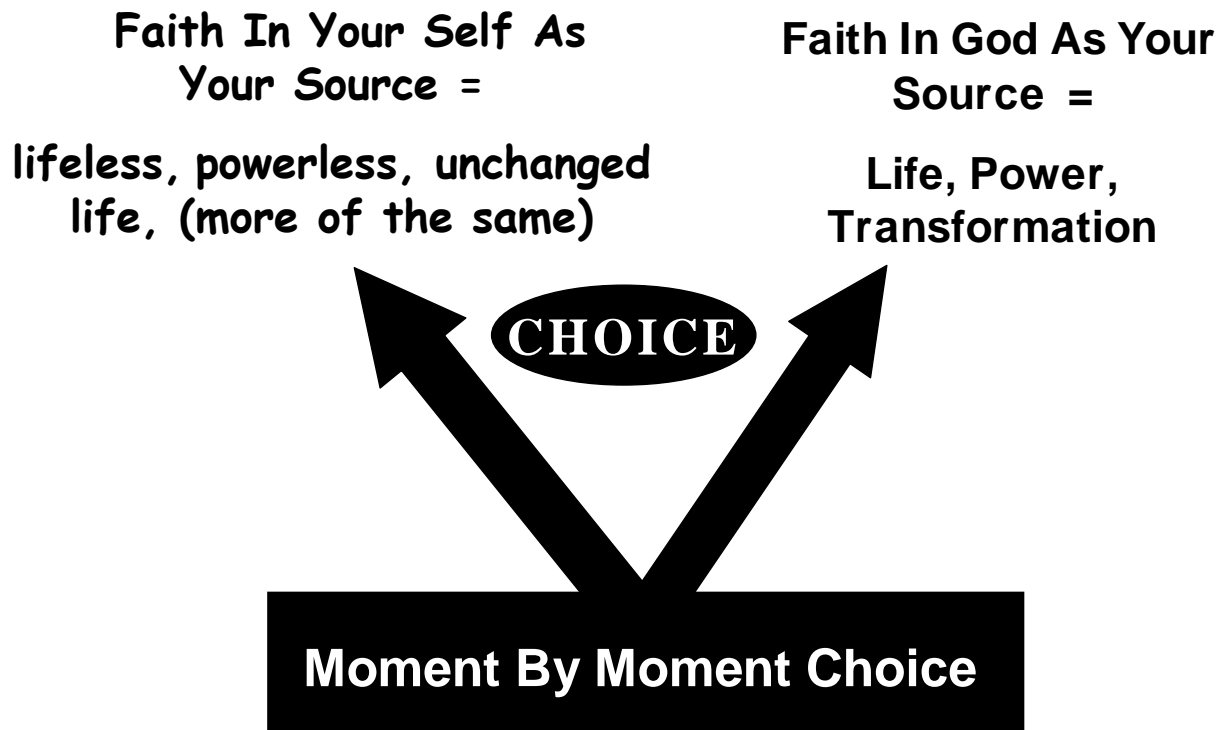 Faith In Your Self As
Your Source =
lifeless, powerless, unchanged
life, (more of the same)
Faith In God As Your
Source =
Life, Power,
Transformation
CHOICE
Moment By Moment Choice